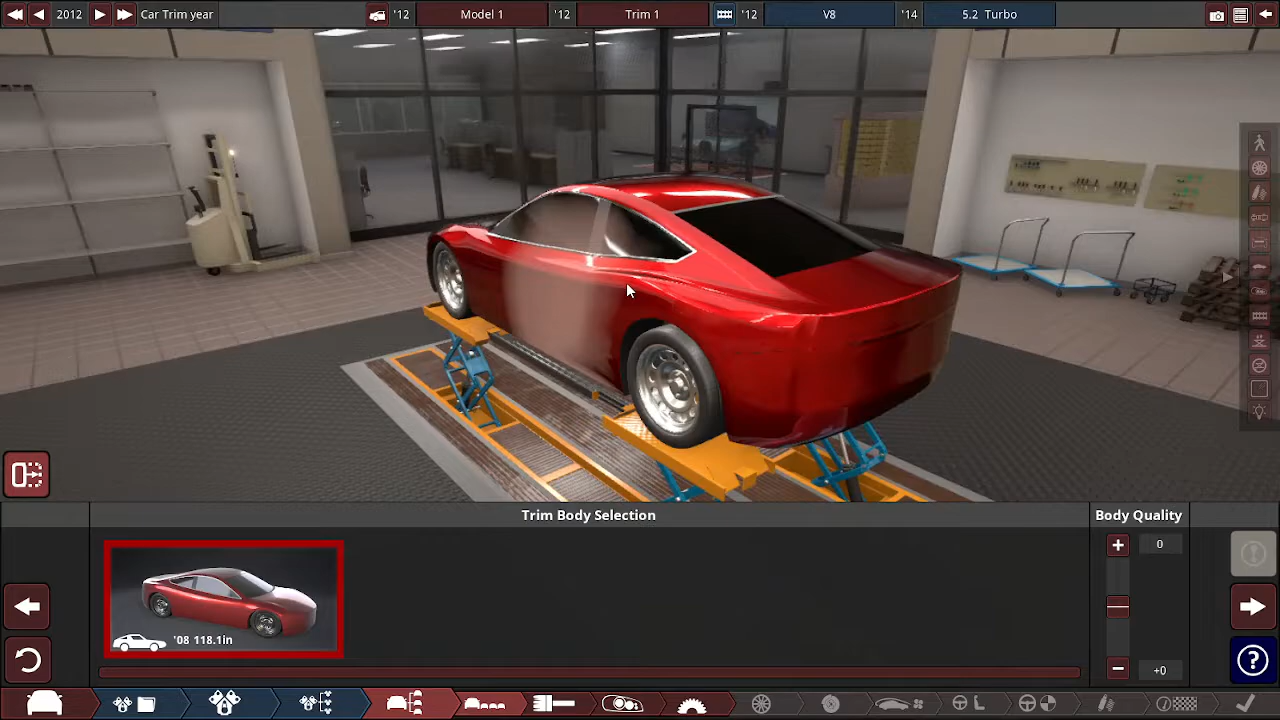 2012 Car Trim year '12 Model 1 '12 Trim 1 '12 V8 '14 5.2 Turbo
Trim Body Selection
Body Quality
+ 0
'08 118.1in
- +0
?